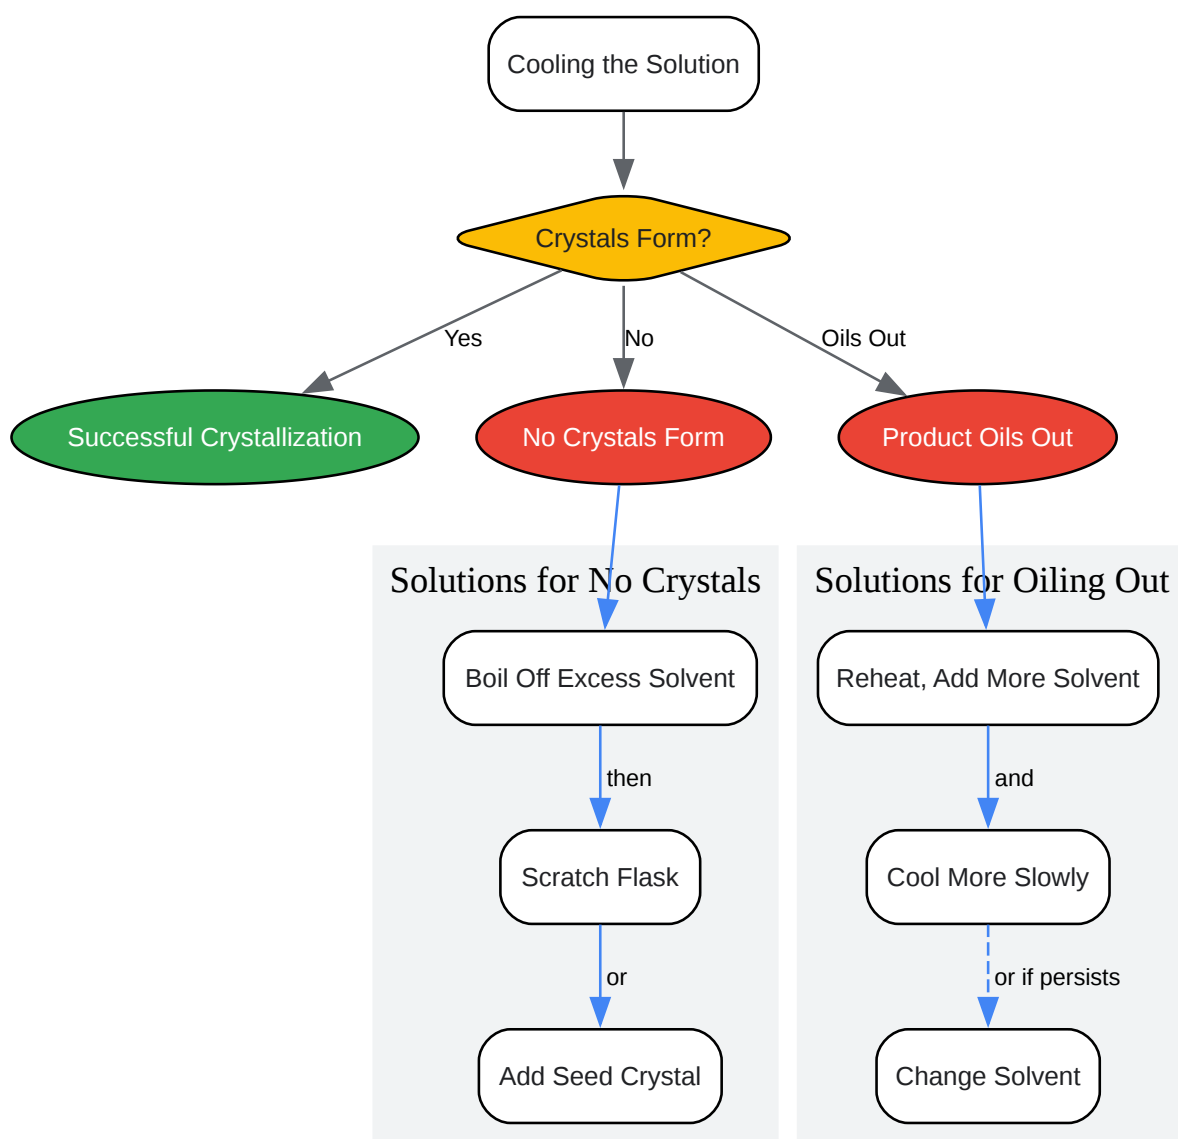 Cooling the Solution
Crystals Form?
Yes
No
Oils Out
Successful Crystallization
No Crystals Form
Product Oils Out
Solutions for No Crystals
Boil Off Excess Solvent
then
Scratch Flask
or
Add Seed Crystal
Solutions for Oiling Out
Reheat, Add More Solvent
and
Cool More Slowly
or if persists
Change Solvent